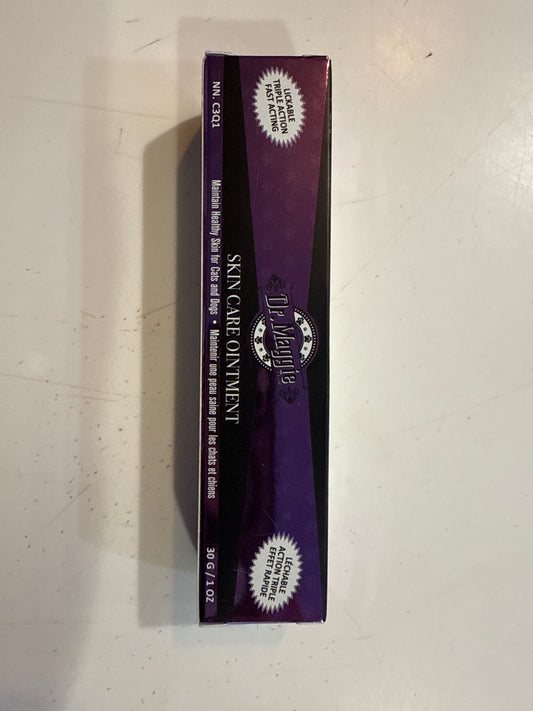 LICKABLE
TRIPLE ACTION
FAST ACTING
Dr. Maggie
LÉCHABLE
ACTION TRIPLE
EFFET RAPIDE
SKIN CARE OINTMENT
NN. C3Q1
Maintain Healthy Skin for Cats and Dogs • Maintenir une peau saine pour les chats et chiens
30 G / 1 OZ